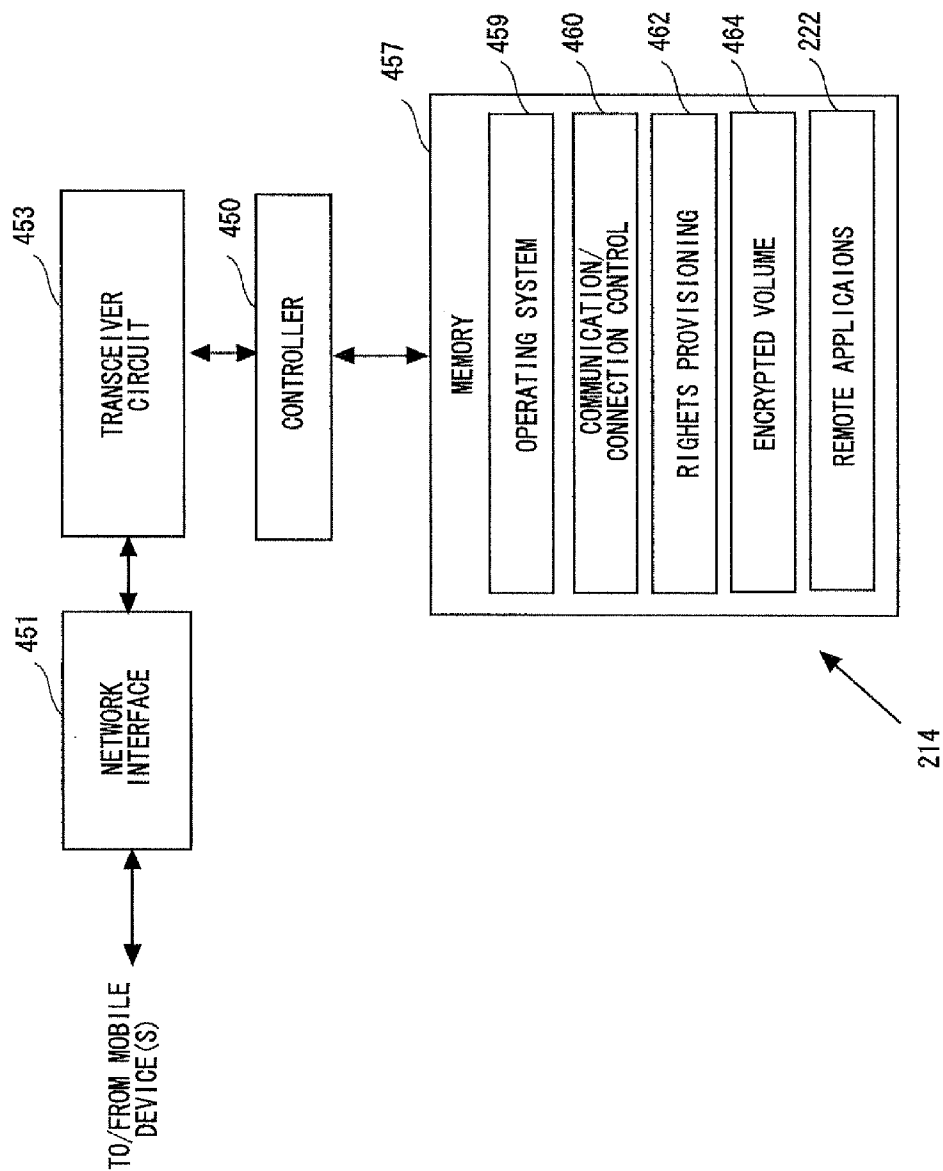 TO/FROM MOBILE
DEVICE(S)
451
NETWORK
INTERFACE
453
TRANSCEIVER
CIRCUIT
450
CONTROLLER
457
MEMORY
459
OPERATING SYSTEM
460
COMMUNICATION/
CONNECTION CONTROL
462
RIGHETS PROVISIONING
464
ENCRYPTED VOLUME
222
REMOTE APPLICAIONS
214